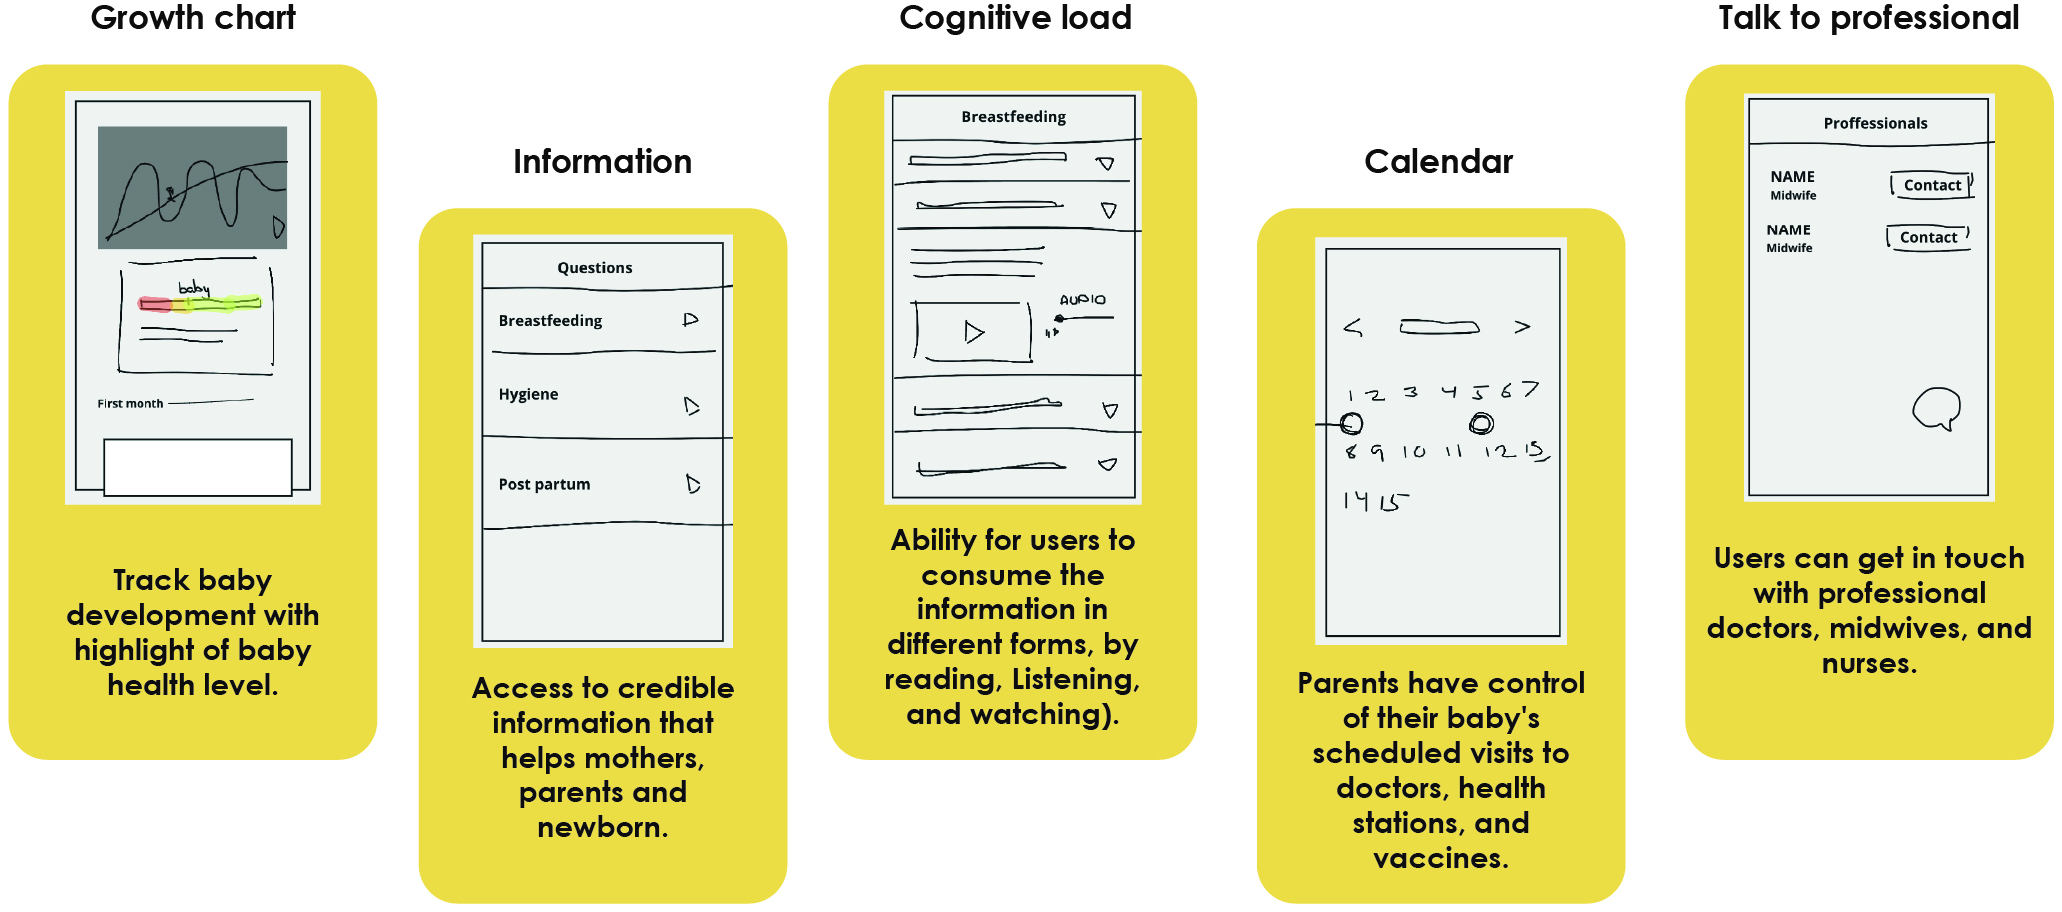 Growth chart
baby
First month
Track baby
development with
highlight of baby
health level.
Information
Questions
Breastfeeding
Hygiene
Post partum
Access to credible
information that
helps mothers,
parents and
newborn.
Cognitive load
Breastfeeding
AUDIO
Ability for users to
consume the
information in
different forms, by
reading, Listening,
and watching).
Calendar
< >
1 2 3 4 5 6 7
8 9 10 11 12 13
14 15
Parents have control
of their baby's
scheduled visits to
doctors, health
stations, and
vaccines.
Talk to professional
Proffessionals
NAME
Midwife
Contact
NAME
Midwife
Contact
Users can get in touch
with professional
doctors, midwives, and
nurses.